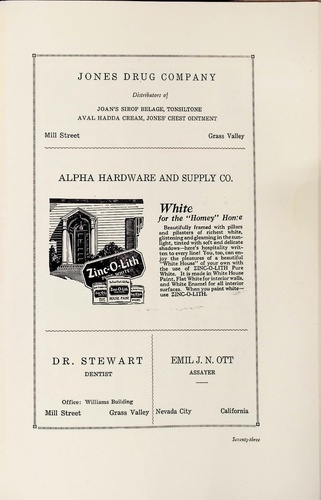 JONES DRUG COMPANY
Distributors of
JOAN'S SIROP BELAGE, TONSILTONE
AVAL HADDA CREAM, JONES' CHEST OINTMENT
Mill Street Grass Valley
ALPHA HARDWARE AND SUPPLY CO.
White
for the "Homey" Home
Beautifully framed with pillars
and pilasters of richest white,
glistening and gleaming in the sun-
light, tinted with soft and delicate
shadows—here's hospitality writ-
ten to every line! You, too, can en-
joy the pleasures of a beautiful
"White House" of your own with
the use of ZINC-O-LITH Pure
White. It is made in White House
Paint, Flat White for interior walls,
and White Enamel for all interior
surfaces. When you paint white—
use ZINC-O-LITH.
Zinc-O-Lith
Zinc-O-Lith
HOUSE PAINT
DR. STEWART
DENTIST
Office: Williams Building
Mill Street Grass Valley
EMIL J. N. OTT
ASSAYER
Nevada City California
Seventy-three